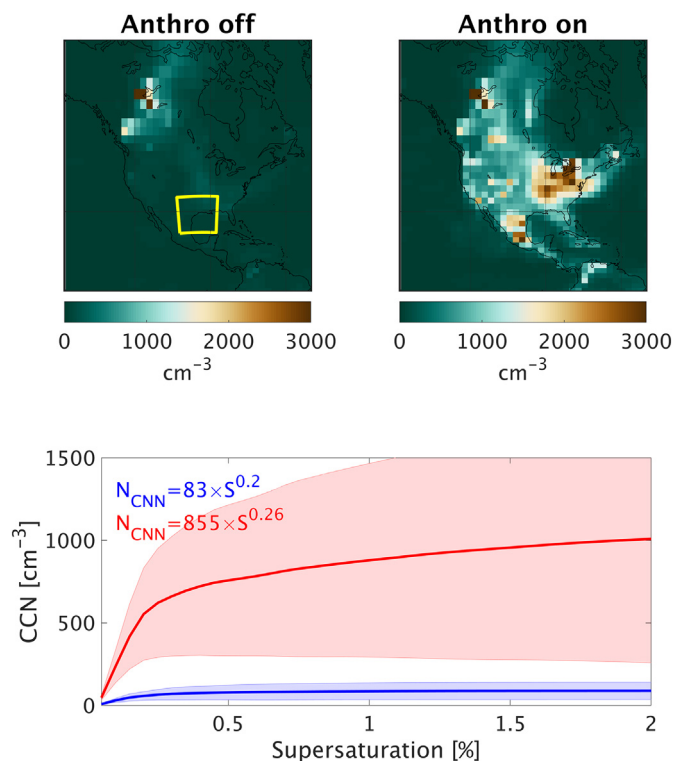 Anthro off
Anthro on
0 1000 2000 3000
cm⁻³
0 1000 2000 3000
cm⁻³
1500
1000
500
0
CCN [cm⁻³]
N_CNN=83×S^0.2
N_CNN=855×S^0.26
0.5 1 1.5 2
Supersaturation [%]